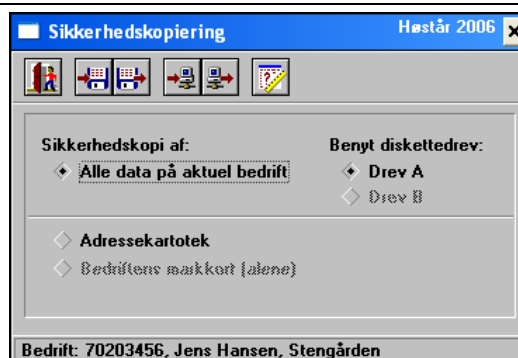 Sikkerhedskopiering Høstår 2006
Sikkerhedskopi af: Benyt diskettedrev:
Alle data på aktuel bedrift Drev A
Drev B
Adressekartotek
Bedriftens markkort (alene)
Bedrift: 70203456, Jens Hansen, Stengården